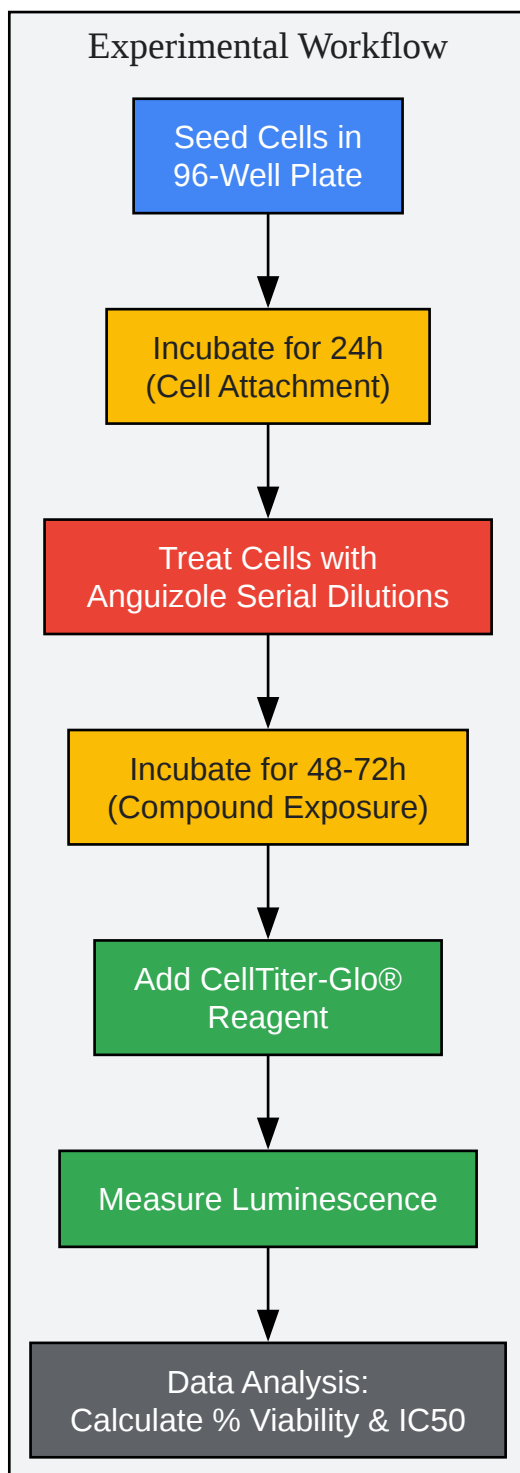 Experimental Workflow
Seed Cells in
96-Well Plate
Incubate for 24h
(Cell Attachment)
Treat Cells with
Anguizole Serial Dilutions
Incubate for 48-72h
(Compound Exposure)
Add CellTiter-Glo®
Reagent
Measure Luminescence
Data Analysis:
Calculate % Viability & IC50